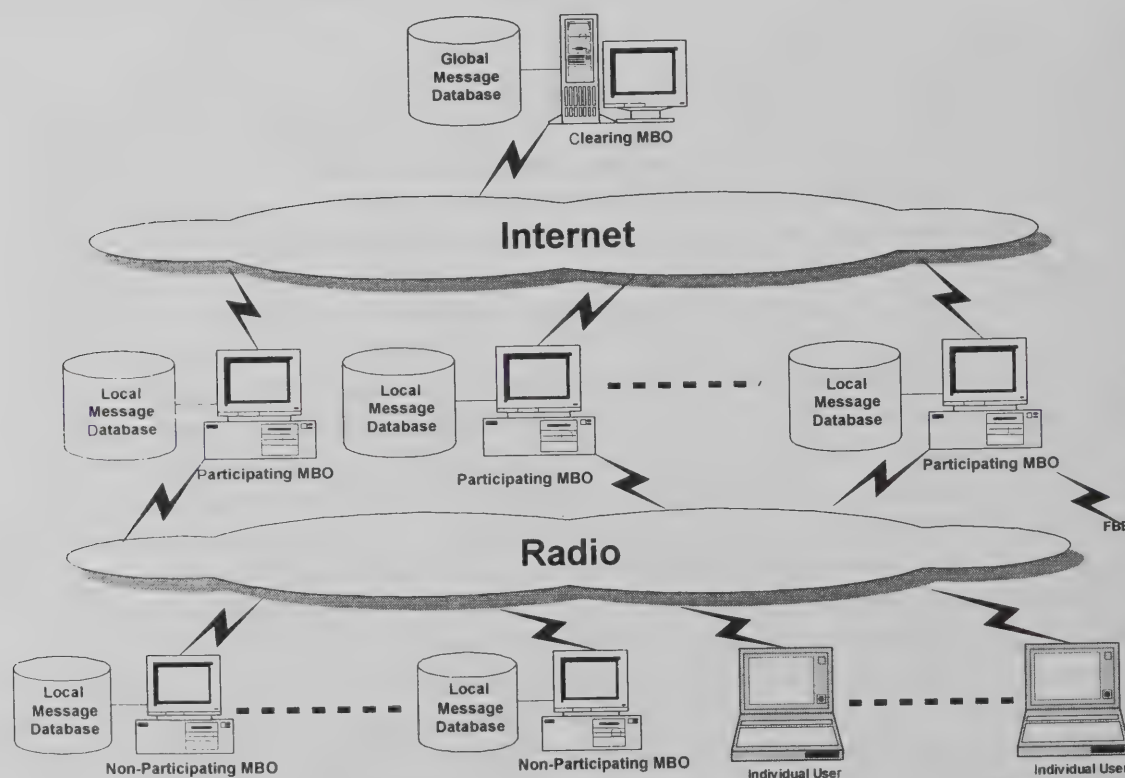 Global
Message
Database
Clearing MBO
Internet
Local
Message
Database
Local
Message
Database
Local
Message
Database
Participating MBO
Participating MBO
Participating MBO
Radio
Local
Message
Database
Local
Message
Database
Non-Participating MBO
Non-Participating MBO
Individual User
Individual User